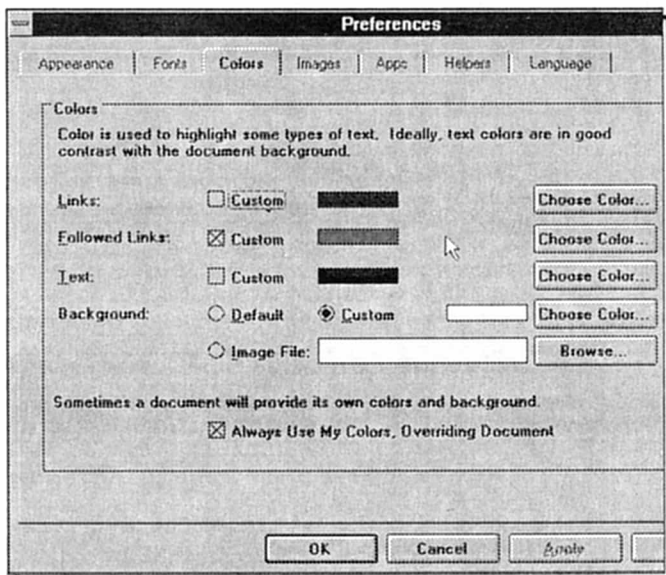 Preferences
Appearance Fonts Colors Images Apps Helpers Language
Colors
Color is used to highlight some types of text. Ideally, text colors are in good
contrast with the document background.
Links: Custom Choose Color...
Followed Links: Custom Choose Color...
Text: Custom Choose Color...
Background: Default Custom Choose Color...
Image File: Browse...
Sometimes a document will provide its own colors and background.
Always Use My Colors, Overriding Document
OK Cancel Apply